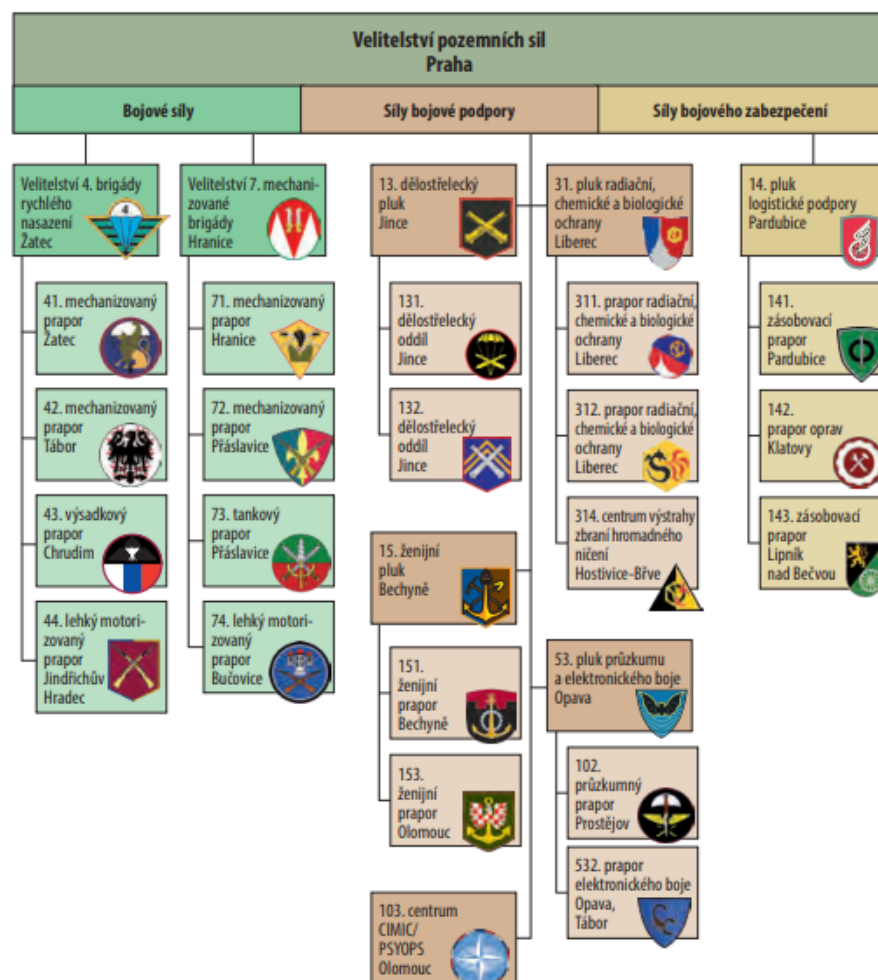 Velitelství pozemních sil
Praha
Bojové síly
Síly bojové podpory
Síly bojového zabezpečení
Velitelství 4. brigády
rychlého
nasazení
Žatec
4
41. mechanizovaný
prapor
Žatec
42. mechanizovaný
prapor
Tábor
43. výsadkový
prapor
Chrudim
44. lehký motori-
zovaný
prapor
Jindřichův
Hradec
Velitelství 7. mechani-
zované
brigády
Hranice
71. mechanizovaný
prapor
Hranice
72. mechanizovaný
prapor
Přáslavice
73. tankový
prapor
Přáslavice
74. lehký motori-
zovaný
prapor
Bučovice
13. dělostřelecký
pluk
Jince
131.
dělostřelecký
oddíl
Jince
132.
dělostřelecký
oddíl
Jince
15. ženijní
pluk
Bechyně
151.
ženijní
prapor
Bechyně
153.
ženijní
prapor
Olomouc
103. centrum
CIMIC/
PSYOPS
Olomouc
31. pluk radiační,
chemické a biologické
ochrany
Liberec
311. prapor radiační,
chemické a biologické
ochrany
Liberec
312. prapor radiační,
chemické a biologické
ochrany
Liberec
314. centrum výstrahy
zbraní hromadného
ničení
Hostivice-Břve
53. pluk průzkumu
a elektronického boje
Opava
102.
průzkumný
prapor
Prostějov
532. prapor
elektronického boje
Opava,
Tábor
14. pluk
logistické podpory
Pardubice
141.
zásobovací
prapor
Pardubice
142.
prapor oprav
Klatovy
143. zásobovací
prapor
Lipník
nad Bečvou